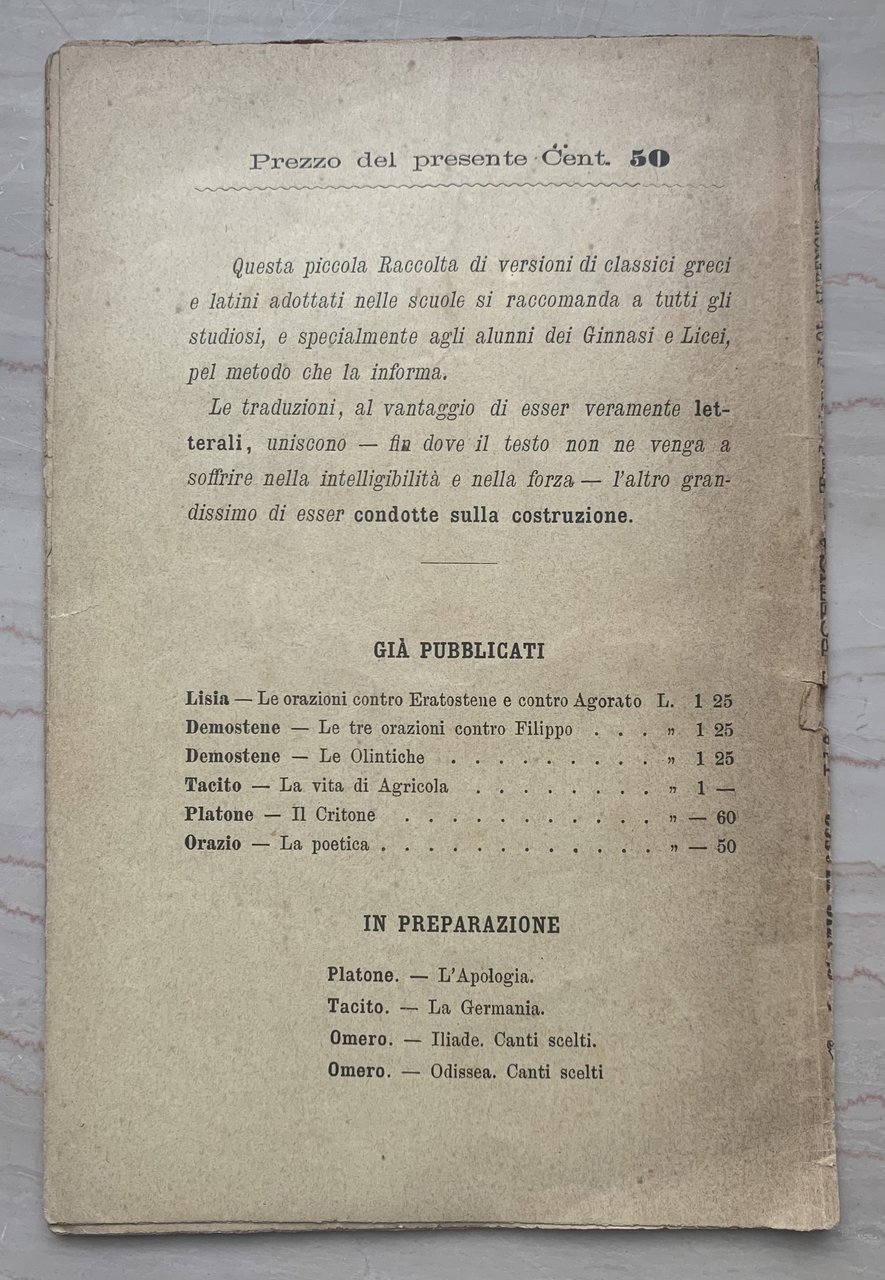 Prezzo del presente Cent. 50
Questa piccola Raccolta di versioni di classici greci
e latini adottati nelle scuole si raccomanda a tutti gli
studiosi, e specialmente agli alunni dei Ginnasi e Licei,
pel metodo che la informa.
Le traduzioni, al vantaggio di esser veramente let-
terali, uniscono — fin dove il testo non ne venga a
soffrire nella intelligibilità e nella forza — l'altro gran-
dissimo di esser condotte sulla costruzione.
GIÀ PUBBLICATI
Lisia — Le orazioni contro Eratostene e contro Agorato L. 1 25
Demostene — Le tre orazioni contro Filippo . . . „ 1 25
Demostene — Le Olintiche . . . . . . . . . „ 1 25
Tacito — La vita di Agricola . . . . . . . . „ 1 —
Platone — Il Critone . . . . . . . . . . . „ — 60
Orazio — La poetica . . . . . . . . . . . . „ — 50
IN PREPARAZIONE
Platone. — L'Apologia.
Tacito. — La Germania.
Omero. — Iliade. Canti scelti.
Omero. — Odissea. Canti scelti